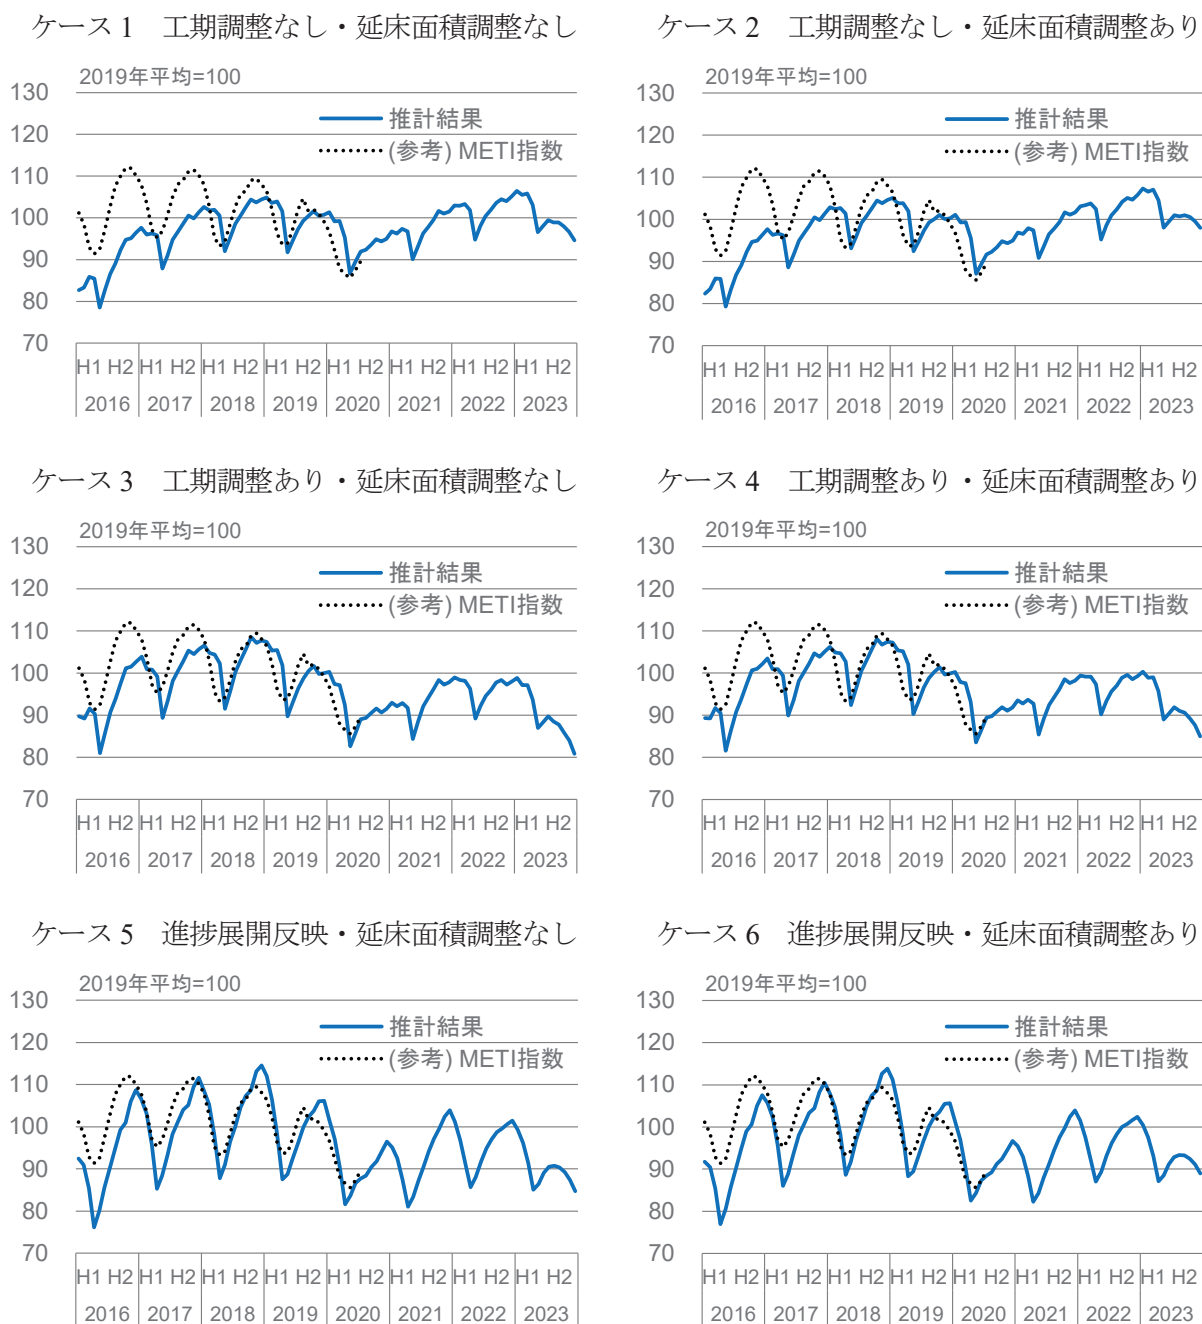 ケース 1　工期調整なし・延床面積調整なし
2019年平均=100
130
120
110
100
90
80
70
推計結果
(参考) METI指数
H1 H2 H1 H2 H1 H2 H1 H2 H1 H2 H1 H2 H1 H2 H1 H2
2016 2017 2018 2019 2020 2021 2022 2023
ケース 2　工期調整なし・延床面積調整あり
2019年平均=100
130
120
110
100
90
80
70
推計結果
(参考) METI指数
H1 H2 H1 H2 H1 H2 H1 H2 H1 H2 H1 H2 H1 H2 H1 H2
2016 2017 2018 2019 2020 2021 2022 2023
ケース 3　工期調整あり・延床面積調整なし
2019年平均=100
130
120
110
100
90
80
70
推計結果
(参考) METI指数
H1 H2 H1 H2 H1 H2 H1 H2 H1 H2 H1 H2 H1 H2 H1 H2
2016 2017 2018 2019 2020 2021 2022 2023
ケース 4　工期調整あり・延床面積調整あり
2019年平均=100
130
120
110
100
90
80
70
推計結果
(参考) METI指数
H1 H2 H1 H2 H1 H2 H1 H2 H1 H2 H1 H2 H1 H2 H1 H2
2016 2017 2018 2019 2020 2021 2022 2023
ケース 5　進捗展開反映・延床面積調整なし
2019年平均=100
130
120
110
100
90
80
70
推計結果
(参考) METI指数
H1 H2 H1 H2 H1 H2 H1 H2 H1 H2 H1 H2 H1 H2 H1 H2
2016 2017 2018 2019 2020 2021 2022 2023
ケース 6　進捗展開反映・延床面積調整あり
2019年平均=100
130
120
110
100
90
80
70
推計結果
(参考) METI指数
H1 H2 H1 H2 H1 H2 H1 H2 H1 H2 H1 H2 H1 H2 H1 H2
2016 2017 2018 2019 2020 2021 2022 2023